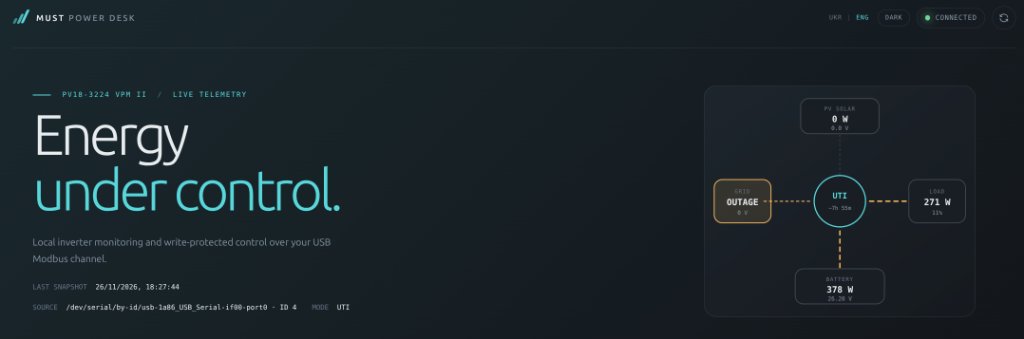 MUST POWER DESK
UKR | ENG DARK CONNECTED
PV18-3224 VPM II / LIVE TELEMETRY
Energy
under control.
Local inverter monitoring and write-protected control over your USB
Modbus channel.
LAST SNAPSHOT 26/11/2026, 18:27:44
SOURCE /dev/serial/by-id/usb-1a86_USB_Serial-if00-port0 · ID 4 MODE UTI
PV SOLAR
0 W
0.0 V
GRID
OUTAGE
0 V
UTI
~7h 55m
LOAD
271 W
11%
BATTERY
378 W
26.20 V